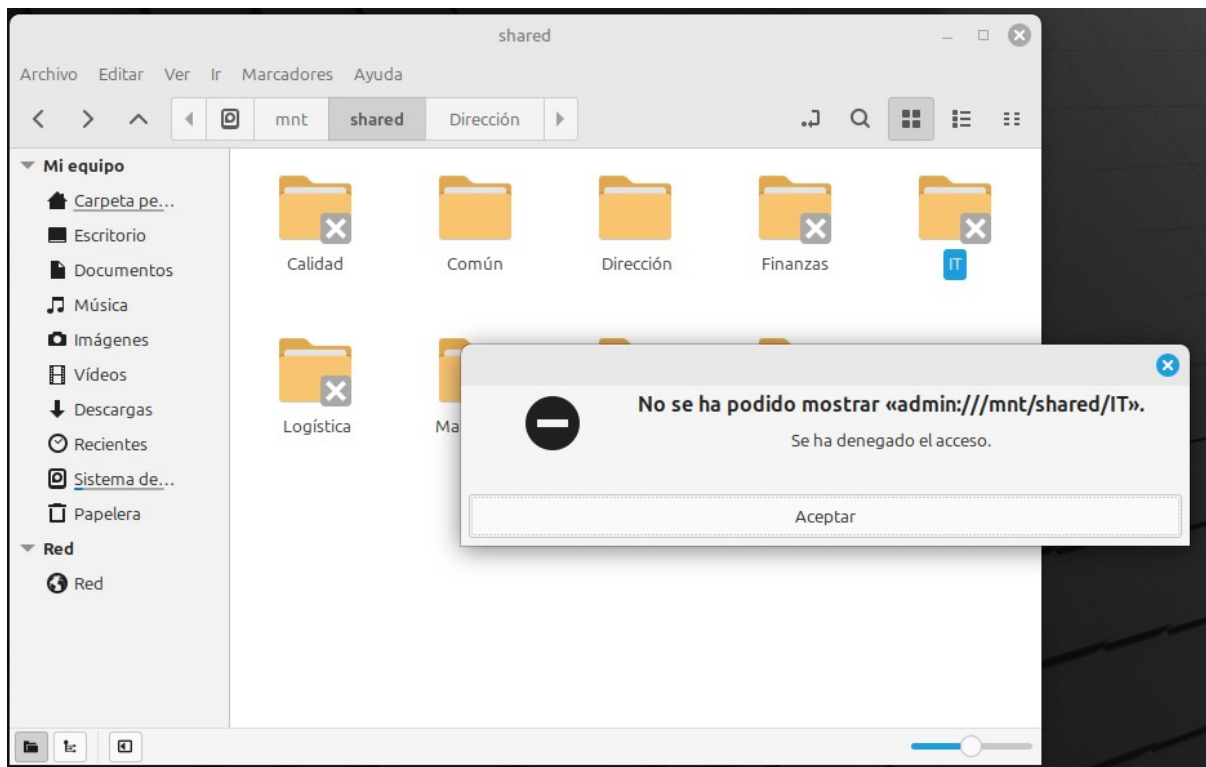 shared
Archivo Editar Ver Ir Marcadores Ayuda
mnt shared Dirección
Mi equipo
Carpeta pe...
Escritorio
Documentos
Música
Imágenes
Vídeos
Descargas
Recientes
Sistema de...
Papelera
Red
Red
Calidad Común Dirección Finanzas IT
Logística Ma
No se ha podido mostrar «admin:///mnt/shared/IT».
Se ha denegado el acceso.
Aceptar